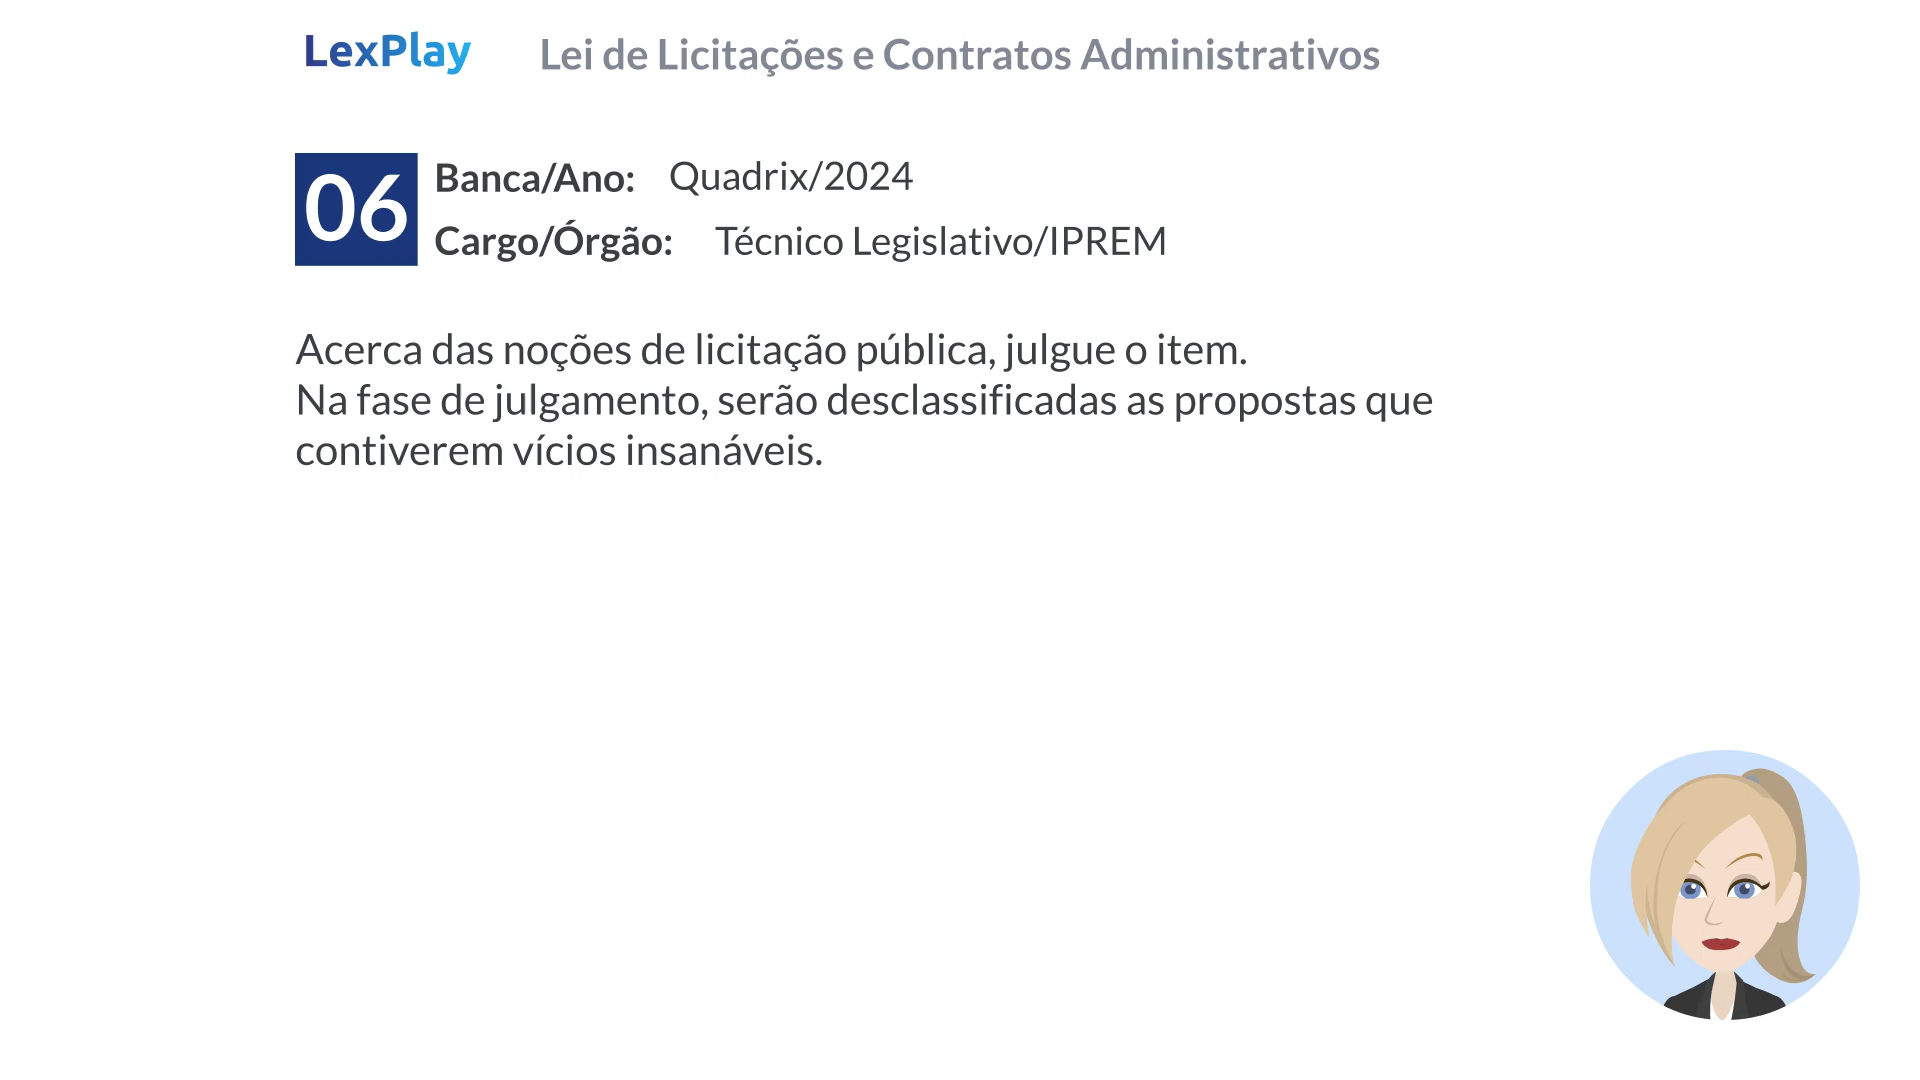 LexPlay Lei de Licitações e Contratos Administrativos
06
Banca/Ano: Quadrix/2024
Cargo/Órgão: Técnico Legislativo/IPREM
Acerca das noções de licitação pública, julgue o item.
Na fase de julgamento, serão desclassificadas as propostas que
contiverem vícios insanáveis.